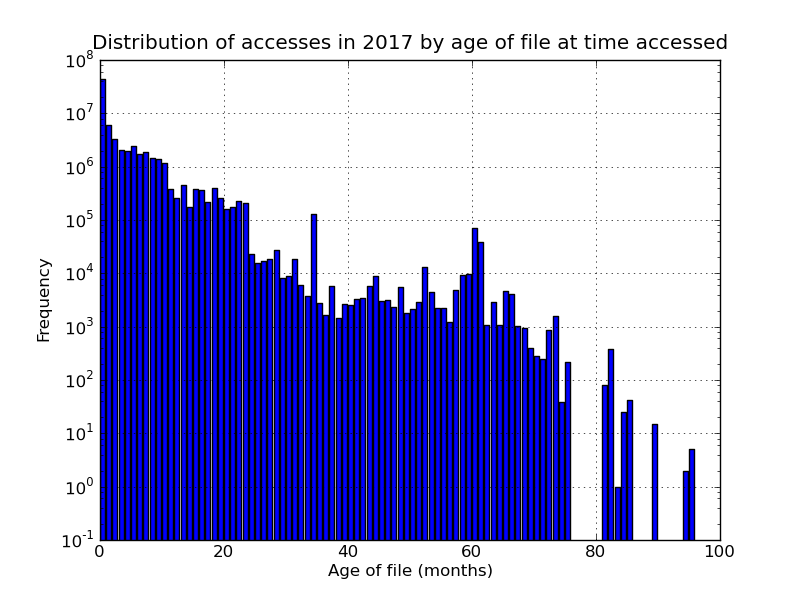 Distribution of accesses in 2017 by age of file at time accessed
10^8
10^7
10^6
10^5
10^4
10^3
10^2
10^1
10^0
10^-1
Frequency
0 20 40 60 80 100
Age of file (months)